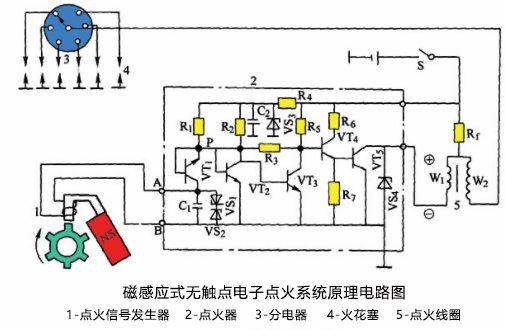 3
4
S
2
R4
C2
VS3
R1
R2
R5
R6
VT4
Rf
P
R3
VT5
VT1
A
VT2
VT3
R7
W1
W2
1
C1
VS1
VS4
5
B
VS2
NS
磁感应式无触点电子点火系统原理电路图
1-点火信号发生器 2-点火器 3-分电器 4-火花塞 5-点火线圈